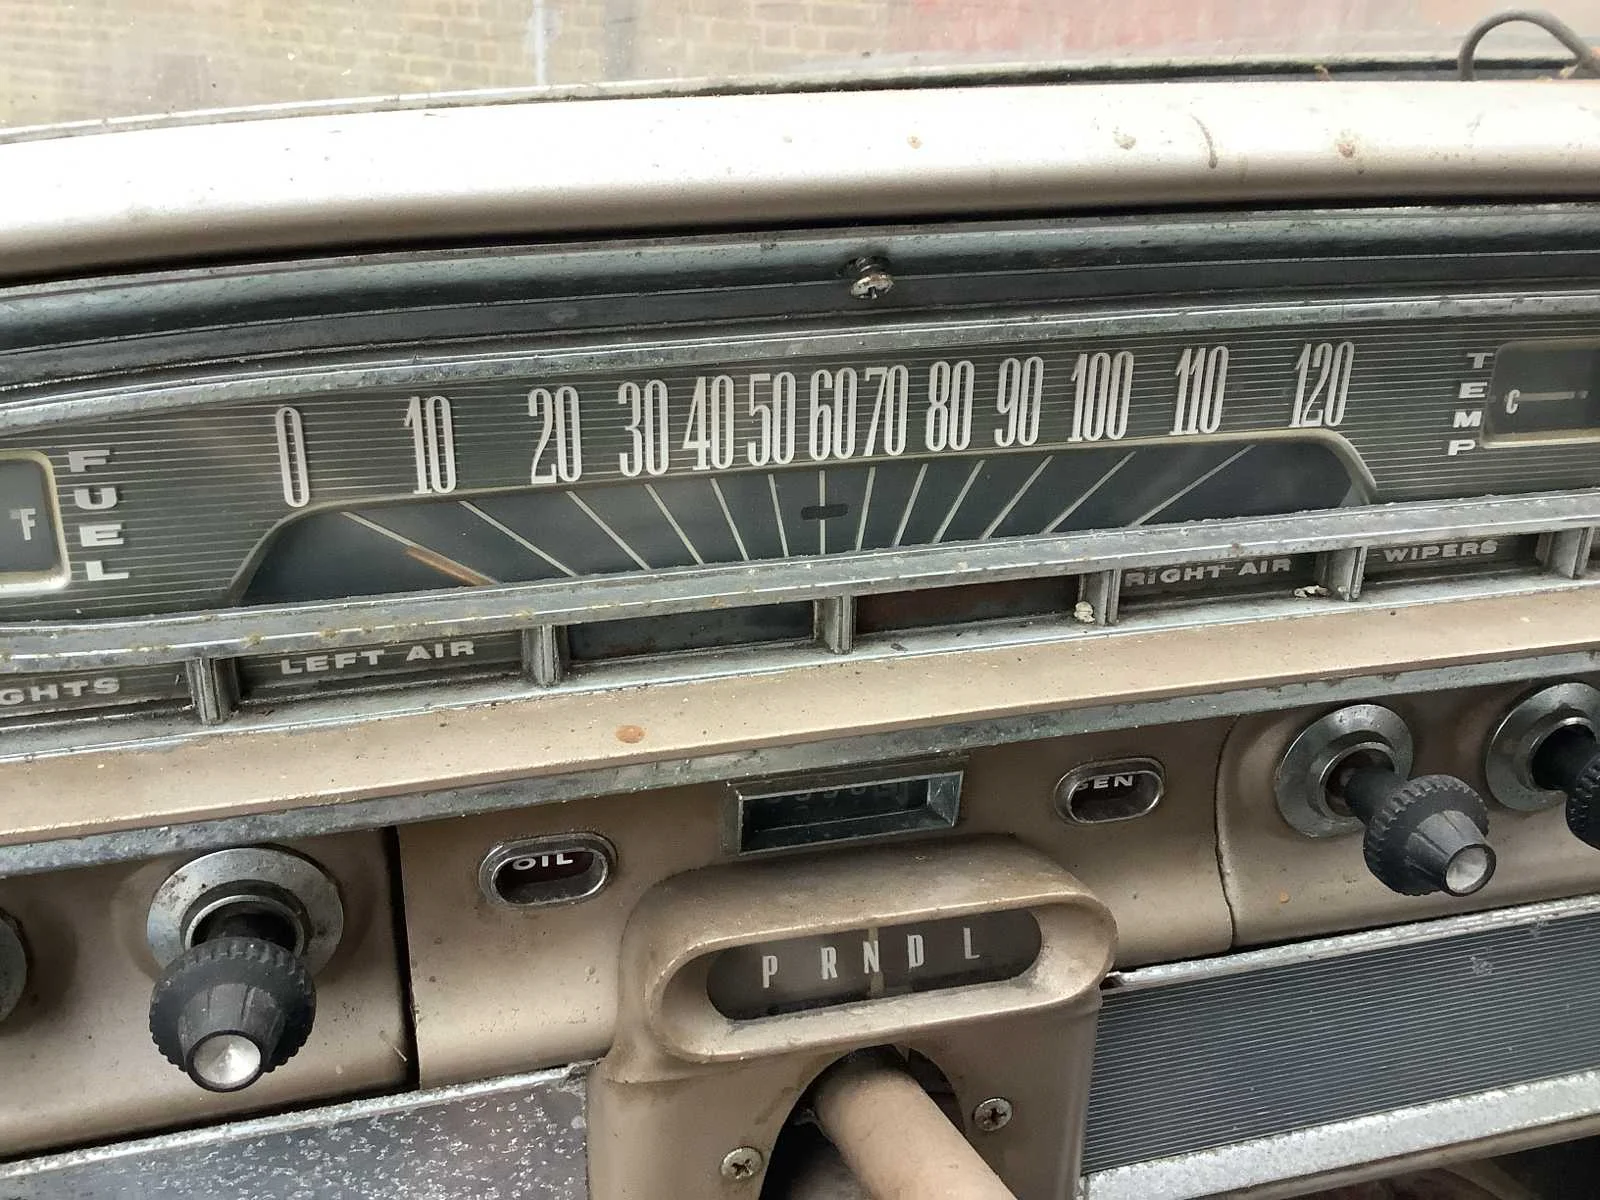 0 10 20 30 40 50 60 70 80 90 100 110 120
TEMP
C
F
FUEL
WIPERS
RIGHT AIR
LEFT AIR
GHTS
GEN
OIL
P R N D L